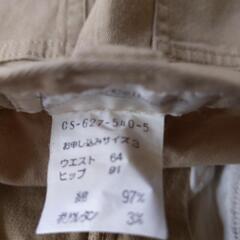 CS-627-540-5
お申し込みサイズ 3
ウエスト 64
ヒップ 91
綿 97%
ポリウレタン 3%